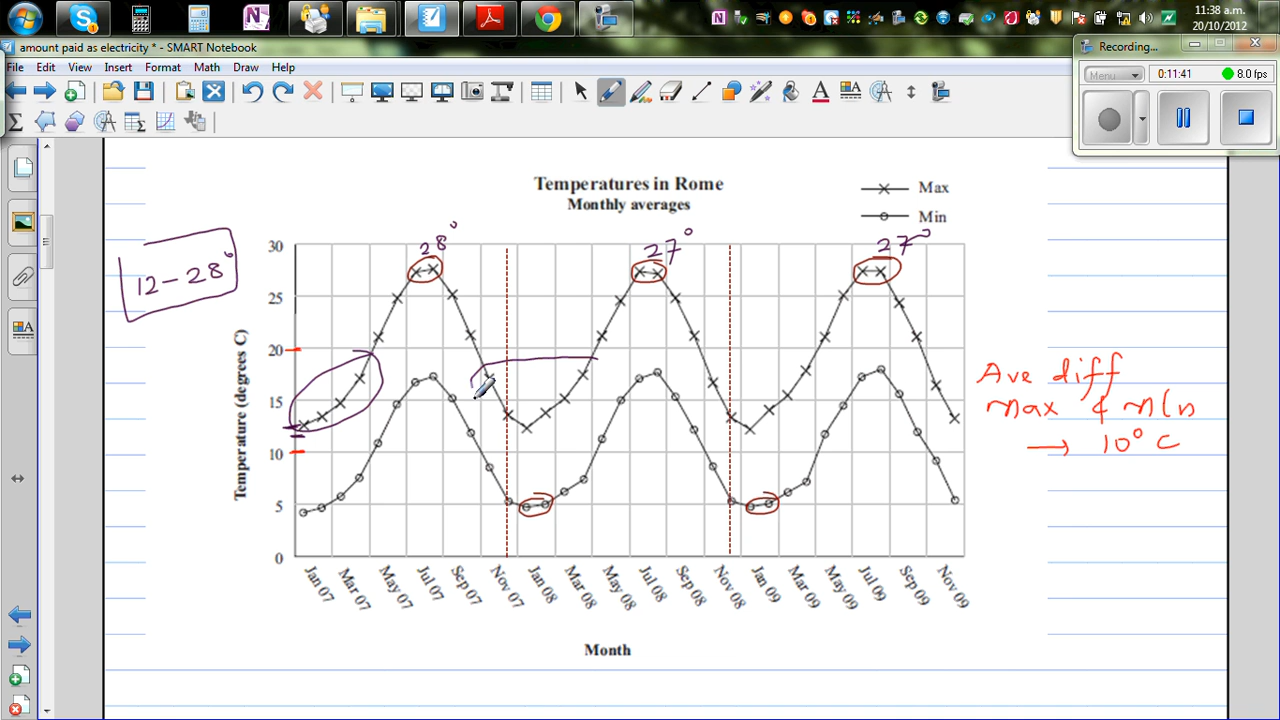 11:38 a.m.
20/10/2012
amount paid as electricity * - SMART Notebook
Recording...
File Edit View Insert Format Math Draw Help
Menu
0:11:41
8.0 fps
Temperatures in Rome
Monthly averages
Max
Min
28°
27°
27°
12-28°
30
25
20
15
10
5
0
Temperature (degrees C)
Ave diff
Max & Min
→ 10°C
Jan 07 Mar 07 May 07 Jul 07 Sep 07 Nov 07 Jan 08 Mar 08 May 08 Jul 08 Sep 08 Nov 08 Jan 09 Mar 09 May 09 Jul 09 Sep 09 Nov 09
Month